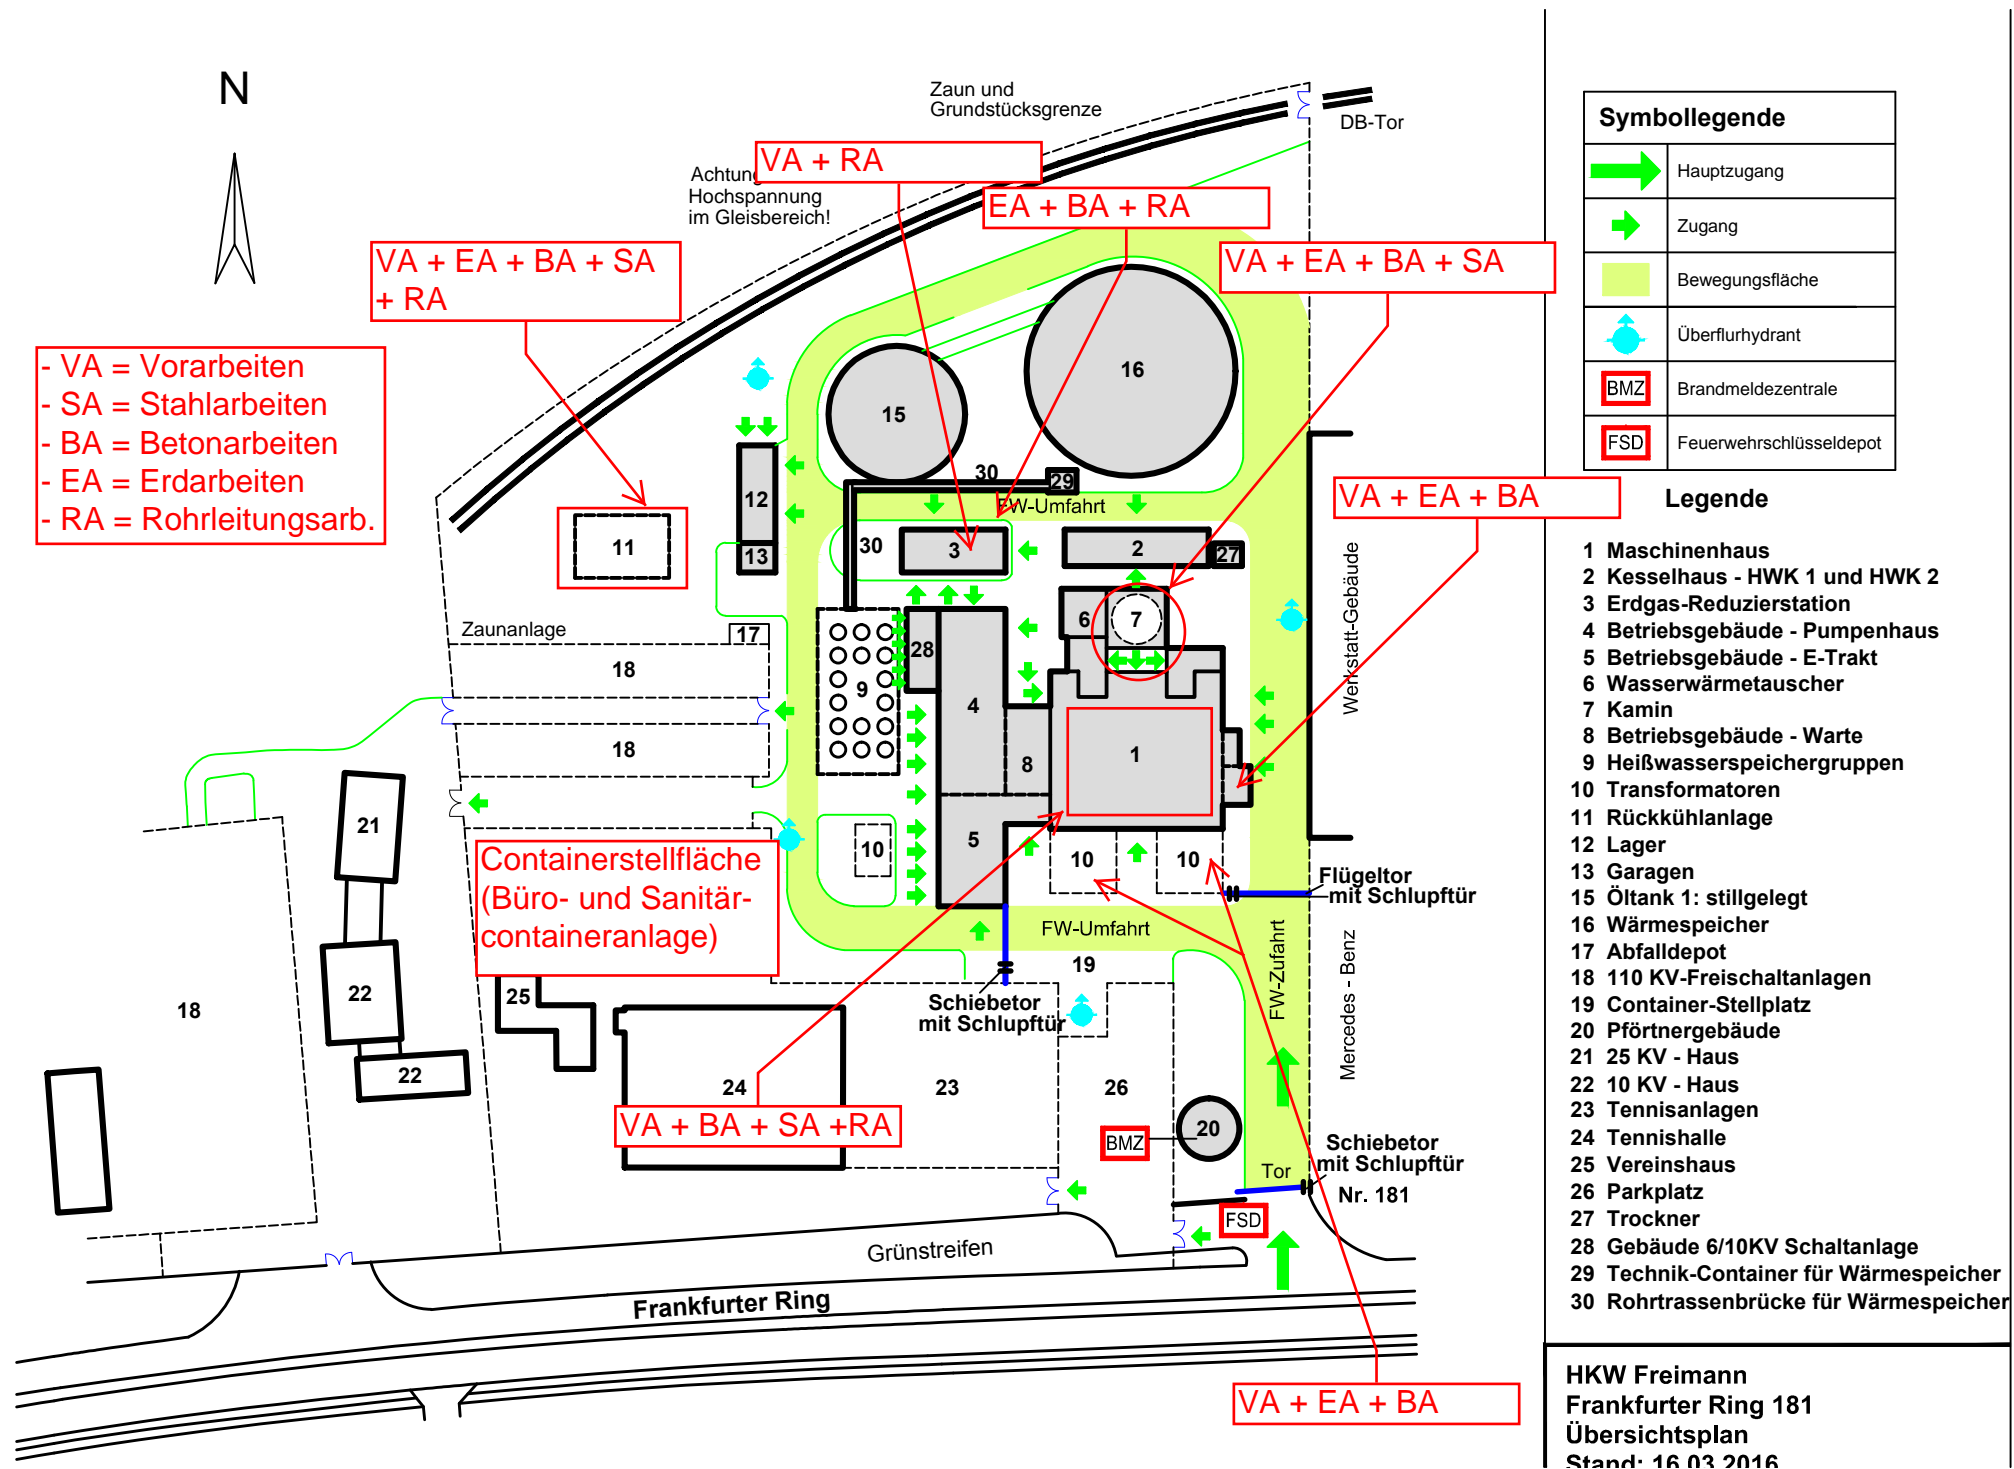 N
Zaun und
Grundstücksgrenze
DB-Tor
VA + RA
Achtung
Hochspannung
im Gleisbereich!
EA + BA + RA
VA + EA + BA + SA
+ RA
VA + EA + BA + SA
- VA = Vorarbeiten
- SA = Stahlarbeiten
- BA = Betonarbeiten
- EA = Erdarbeiten
- RA = Rohrleitungsarb.
16
15
30
29
12
FW-Umfahrt
VA + EA + BA
11
13
30
3
2
27
Werkstatt-Gebäude
Zaunanlage
17
6
7
28
18
9
4
18
8
1
21
10
5
10
10
Containerstellfläche
(Büro- und Sanitär-
containeranlage)
Flügeltor
mit Schlupftür
FW-Umfahrt
FW-Zufahrt
Mercedes - Benz
19
18
22
25
Schiebetor
mit Schlupftür
22
24
23
26
VA + BA + SA +RA
BMZ
20
Schiebetor
mit Schlupftür
Tor
Nr. 181
FSD
Grünstreifen
Frankfurter Ring
VA + EA + BA
Symbollegende
Hauptzugang
Zugang
Bewegungsfläche
Überflurhydrant
BMZ Brandmeldezentrale
FSD Feuerwehrschlüsseldepot
Legende
1 Maschinenhaus
2 Kesselhaus - HWK 1 und HWK 2
3 Erdgas-Reduzierstation
4 Betriebsgebäude - Pumpenhaus
5 Betriebsgebäude - E-Trakt
6 Wasserwärmetauscher
7 Kamin
8 Betriebsgebäude - Warte
9 Heißwasserspeichergruppen
10 Transformatoren
11 Rückkühlanlage
12 Lager
13 Garagen
15 Öltank 1: stillgelegt
16 Wärmespeicher
17 Abfalldepot
18 110 KV-Freischaltanlagen
19 Container-Stellplatz
20 Pförtnergebäude
21 25 KV - Haus
22 10 KV - Haus
23 Tennisanlagen
24 Tennishalle
25 Vereinshaus
26 Parkplatz
27 Trockner
28 Gebäude 6/10KV Schaltanlage
29 Technik-Container für Wärmespeicher
30 Rohrtrassenbrücke für Wärmespeicher
HKW Freimann
Frankfurter Ring 181
Übersichtsplan
Stand: 16.03.2016